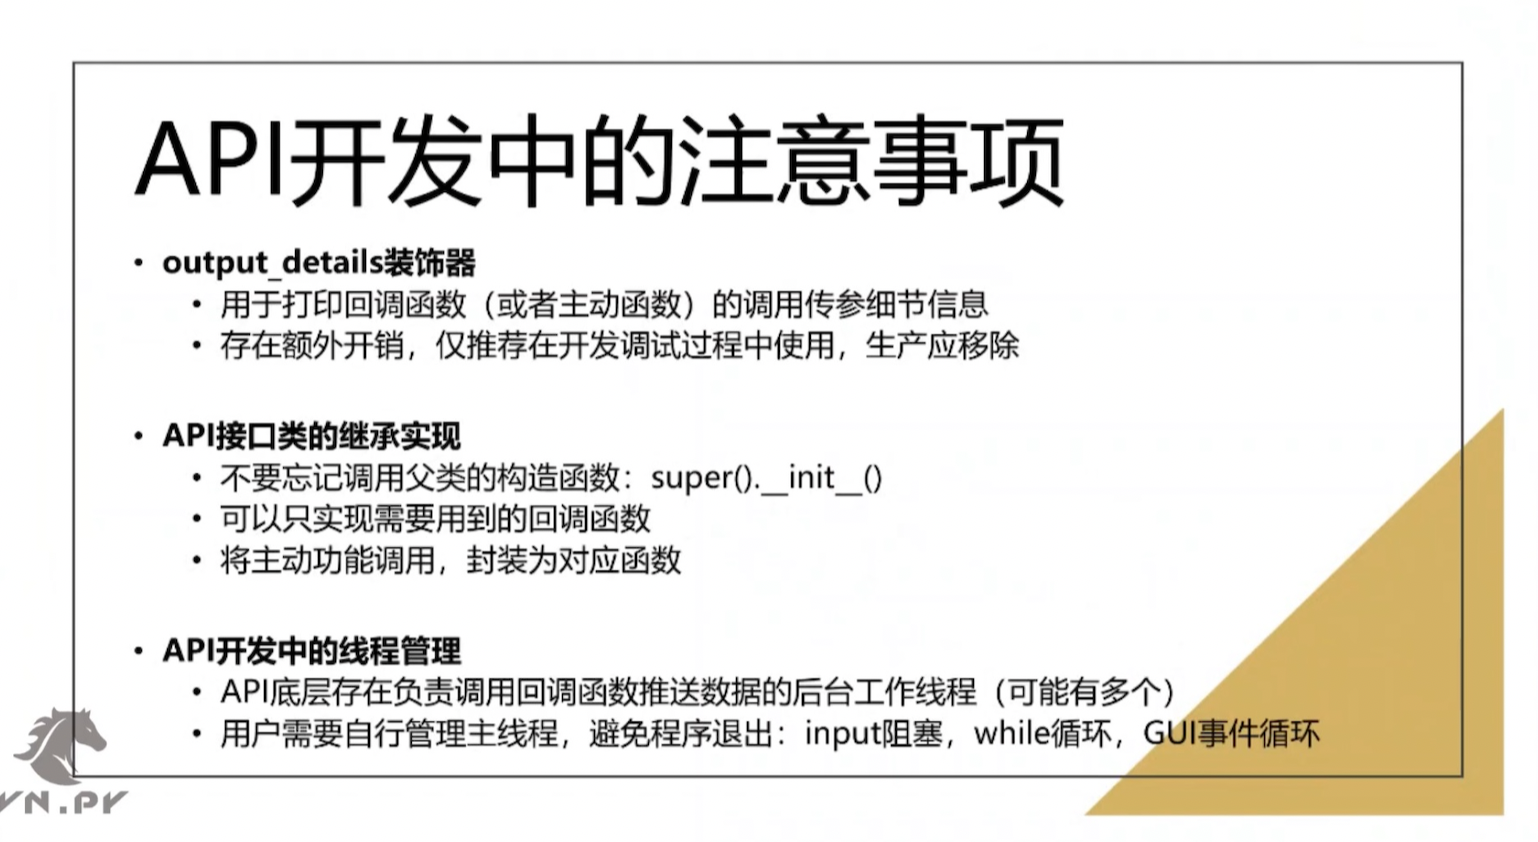 API开发中的注意事项
• output_details装饰器
• 用于打印回调函数（或者主动函数）的调用传参细节信息
• 存在额外开销，仅推荐在开发调试过程中使用，生产应移除
• API接口类的继承实现
• 不要忘记调用父类的构造函数：super().__init__()
• 可以只实现需要用到的回调函数
• 将主动功能调用，封装为对应函数
• API开发中的线程管理
• API底层存在负责调用回调函数推送数据的后台工作线程（可能有多个）
• 用户需要自行管理主线程，避免程序退出：input阻塞，while循环，GUI事件循环
VN.PY